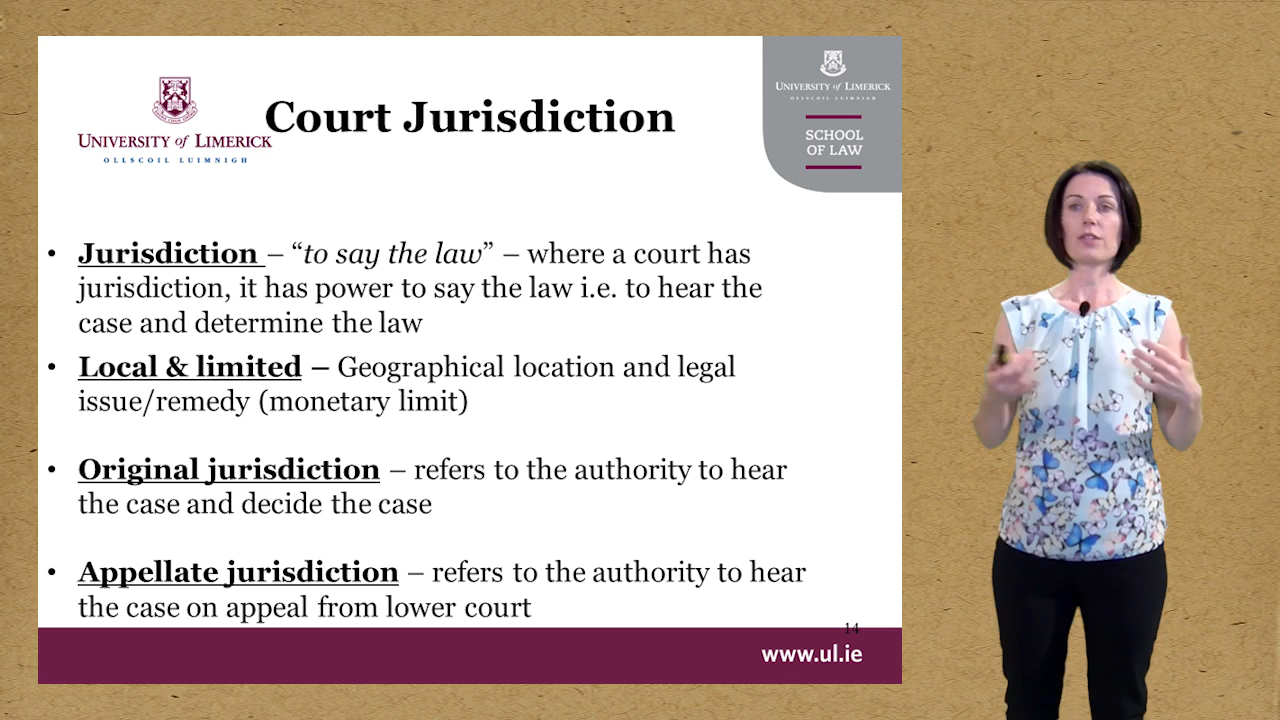 UNIVERSITY of LIMERICK
OLLSCOIL LUIMNIGH
Court Jurisdiction
UNIVERSITY OF LIMERICK
OLLSCOIL LUIMNIGH
SCHOOL
OF LAW
• Jurisdiction – “to say the law” – where a court has
jurisdiction, it has power to say the law i.e. to hear the
case and determine the law
• Local & limited – Geographical location and legal
issue/remedy (monetary limit)
• Original jurisdiction – refers to the authority to hear
the case and decide the case
• Appellate jurisdiction – refers to the authority to hear
the case on appeal from lower court
14
www.ul.ie